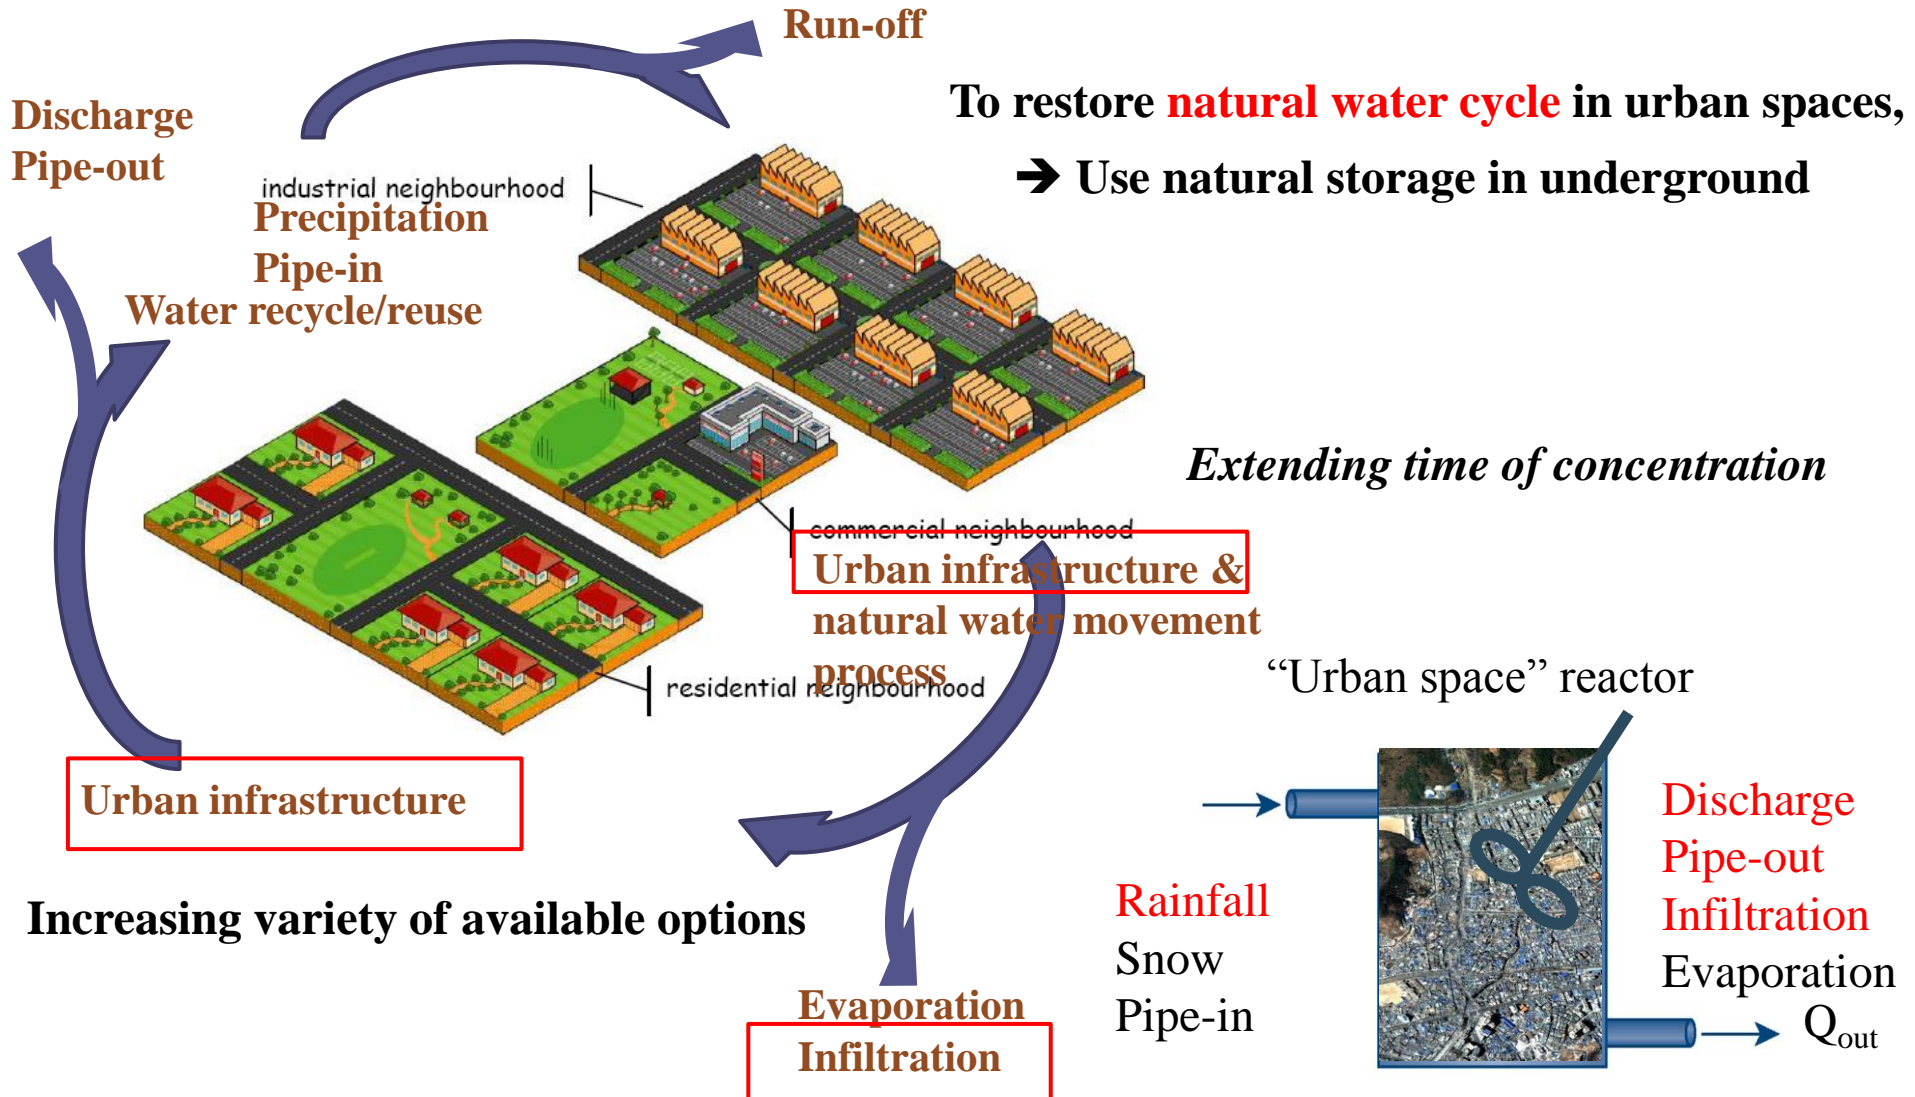 Run-off
Discharge
Pipe-out
To restore natural water cycle in urban spaces,
➔ Use natural storage in underground
industrial neighbourhood
Precipitation
Pipe-in
Water recycle/reuse
Extending time of concentration
commercial neighbourhood
Urban infrastructure &
natural water movement
process
residential neighbourhood
“Urban space” reactor
Urban infrastructure
Increasing variety of available options
Rainfall
Snow
Pipe-in
Discharge
Pipe-out
Infiltration
Evaporation
Qout
Evaporation
Infiltration